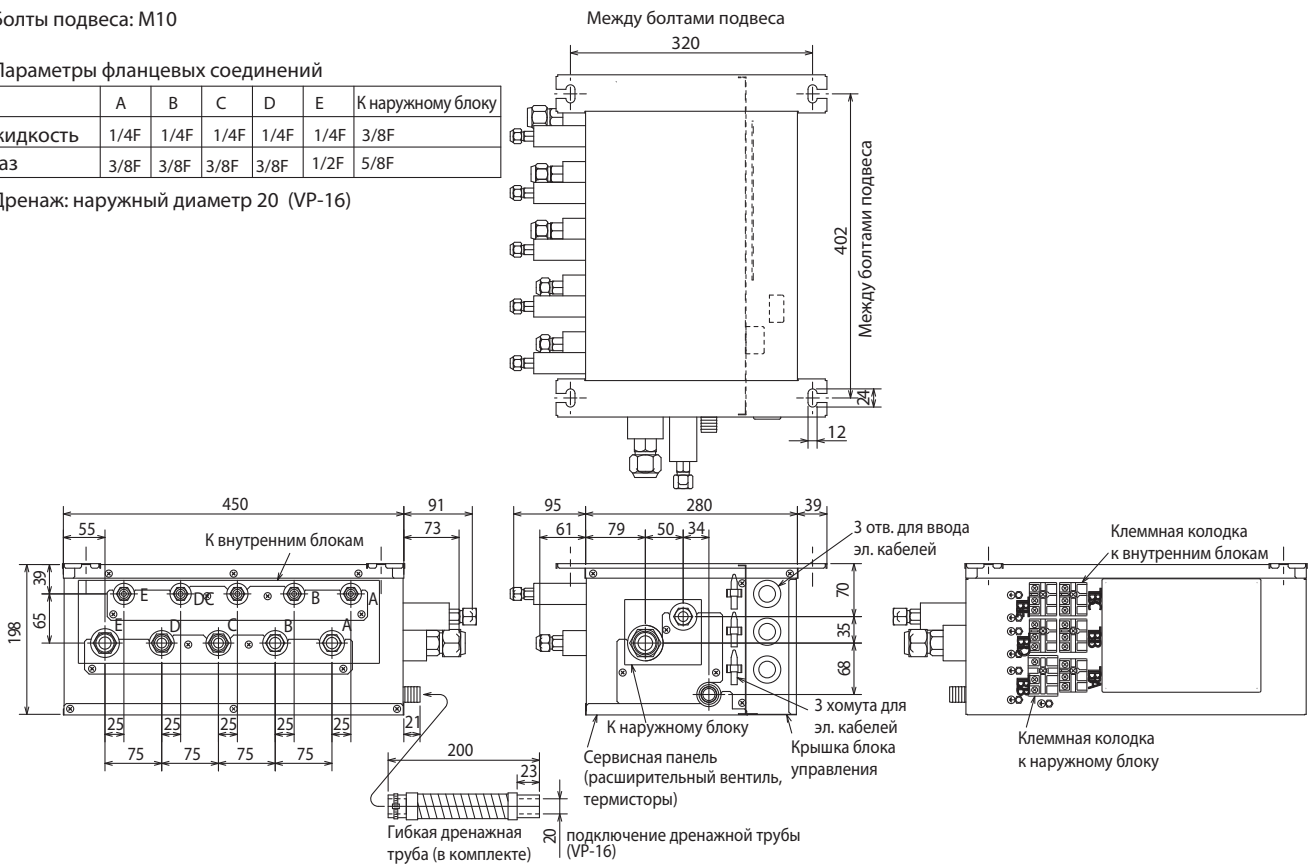 Болты подвеса: M10
Параметры фланцевых соединений
A B C D E К наружному блоку
жидкость 1/4F 1/4F 1/4F 1/4F 1/4F 3/8F
аз 3/8F 3/8F 3/8F 3/8F 1/2F 5/8F
Дренаж: наружный диаметр 20 (VP-16)
Между болтами подвеса
320
402
Между болтами подвеса
24
12
450
91
73
55
К внутренним блокам
39
65
198
E D C B A
E D C B A
25 25 25 25 25 21
75 75 75 75
200
23
20
Гибкая дренажная
труба (в комплекте)
подключение дренажной трубы
(VP-16)
95
280
39
61
79
50
34
3 отв. для ввода
эл. кабелей
70
35
68
3 хомута для
эл. кабелей
К наружному блоку
Крышка блока
управления
Сервисная панель
(расширительный вентиль,
термисторы)
Клеммная колодка
к внутренним блокам
Клеммная колодка
к наружному блоку